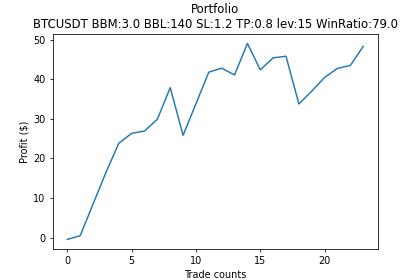 Portfolio
BTCUSDT BBM:3.0 BBL:140 SL:1.2 TP:0.8 lev:15 WinRatio:79.0
50
40
30
20
10
0
Profit ($)
0 5 10 15 20
Trade counts